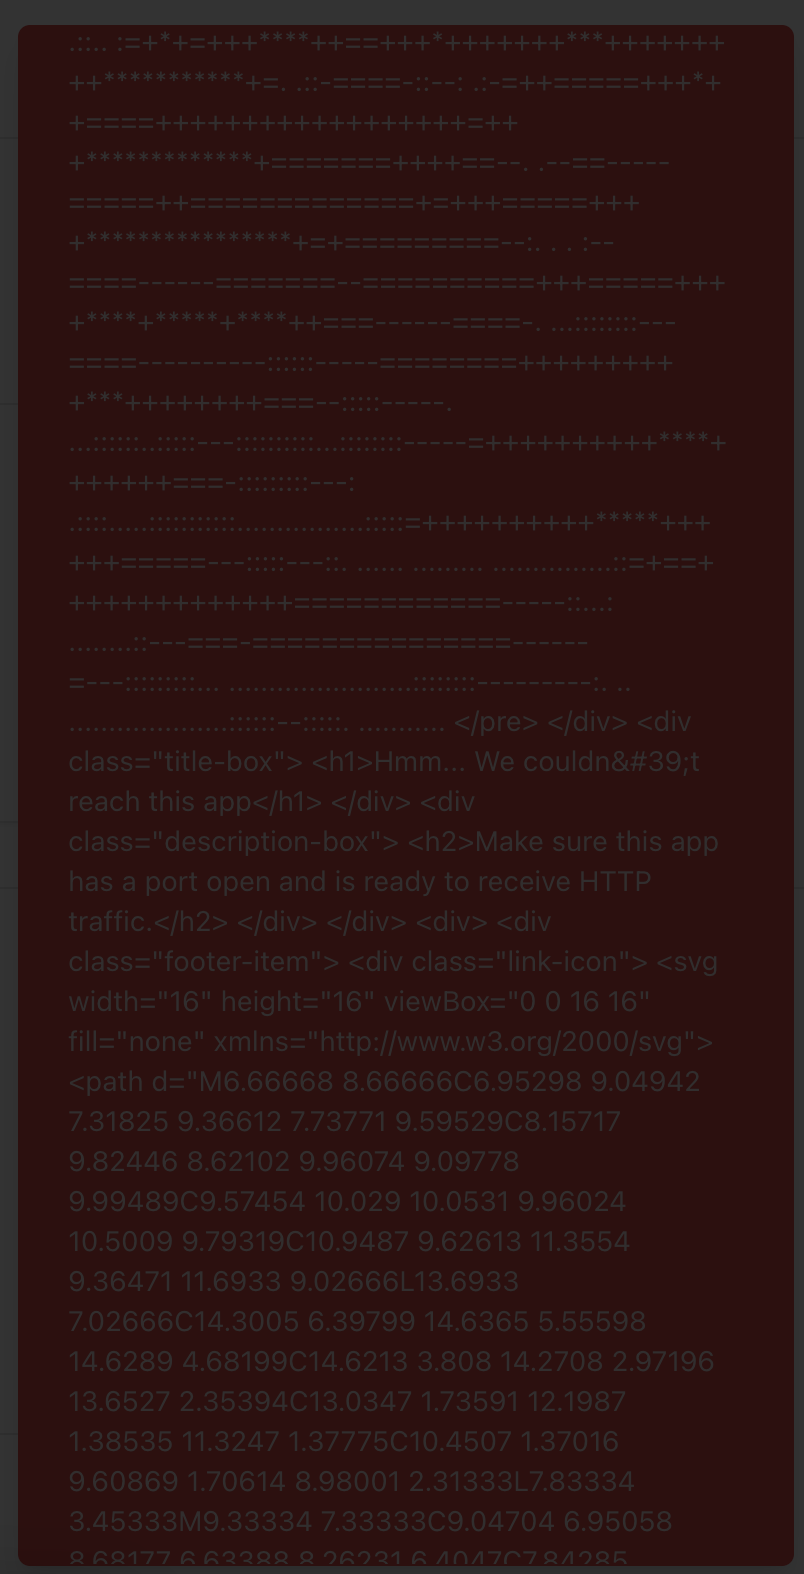 .::.. :=+*+=+++****++==+++*+++++++***+++++++
++***********+=. .::-====-::--: .:-=++=====+++*+
+====++++++++++++++++++=++
+*************+=======++++==--. .--==-----
=====++=============+=+++=====+++
+****************+=+=========--:. . . :--
====------=======--==========+++=====+++
+****+*****+****++===------====-. ...::::::::---
====----------::::::-----========+++++++++
+***++++++++===--:::::-----.
...::::::..:::::---::::::::::...::::::::-----=++++++++++****+
++++++===-:::::::::---:
.::::.....:::::::::::.................:::::=++++++++++*****+++
+++=====---:::::---::. ...... ......... ................::=+==+
+++++++++++++============-----::...:
........::---===-===============------
=---:::::::::... ........................::::::::---------:. ..
.....................::::::--:::::. ........... </pre> </div> <div
class="title-box"> <h1>Hmm... We couldn&#39;t
reach this app</h1> </div> <div
class="description-box"> <h2>Make sure this app
has a port open and is ready to receive HTTP
traffic.</h2> </div> </div> <div> <div
class="footer-item"> <div class="link-icon"> <svg
width="16" height="16" viewBox="0 0 16 16"
fill="none" xmlns="http://www.w3.org/2000/svg">
<path d="M6.66668 8.66666C6.95298 9.04942
7.31825 9.36612 7.73771 9.59529C8.15717
9.82446 8.62102 9.96074 9.09778
9.99489C9.57454 10.029 10.0531 9.96024
10.5009 9.79319C10.9487 9.62613 11.3554
9.36471 11.6933 9.02666L13.6933
7.02666C14.3005 6.39799 14.6365 5.55598
14.6289 4.68199C14.6213 3.808 14.2708 2.97196
13.6527 2.35394C13.0347 1.73591 12.1987
1.38535 11.3247 1.37775C10.4507 1.37016
9.60869 1.70614 8.98001 2.31333L7.83334
3.45333M9.33334 7.33333C9.04704 6.95058
8.68177 6.63388 8.26231 6.4047C7.84285